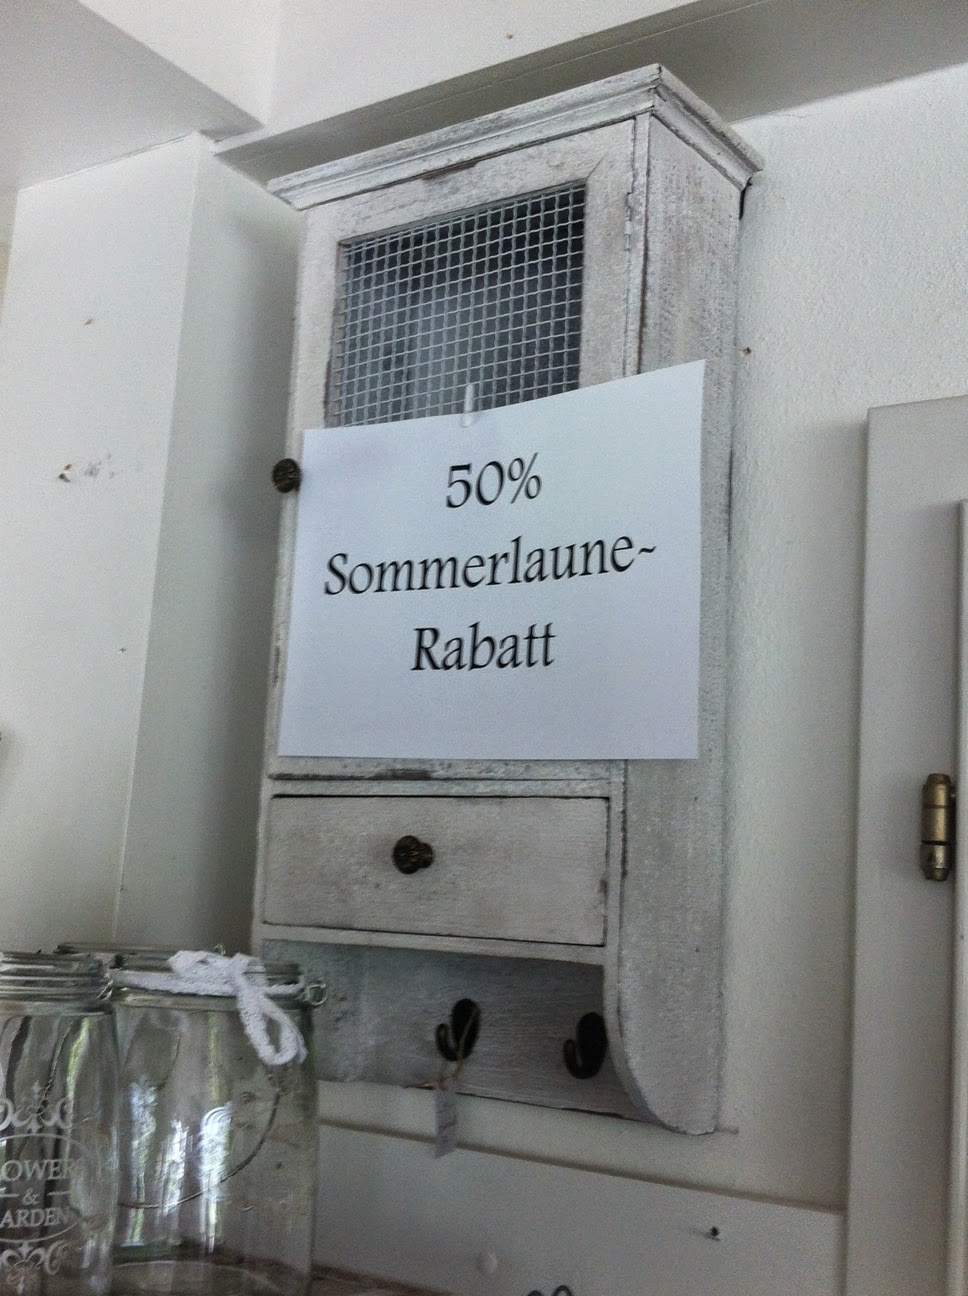 50%
Sommerlaune-
Rabatt
&